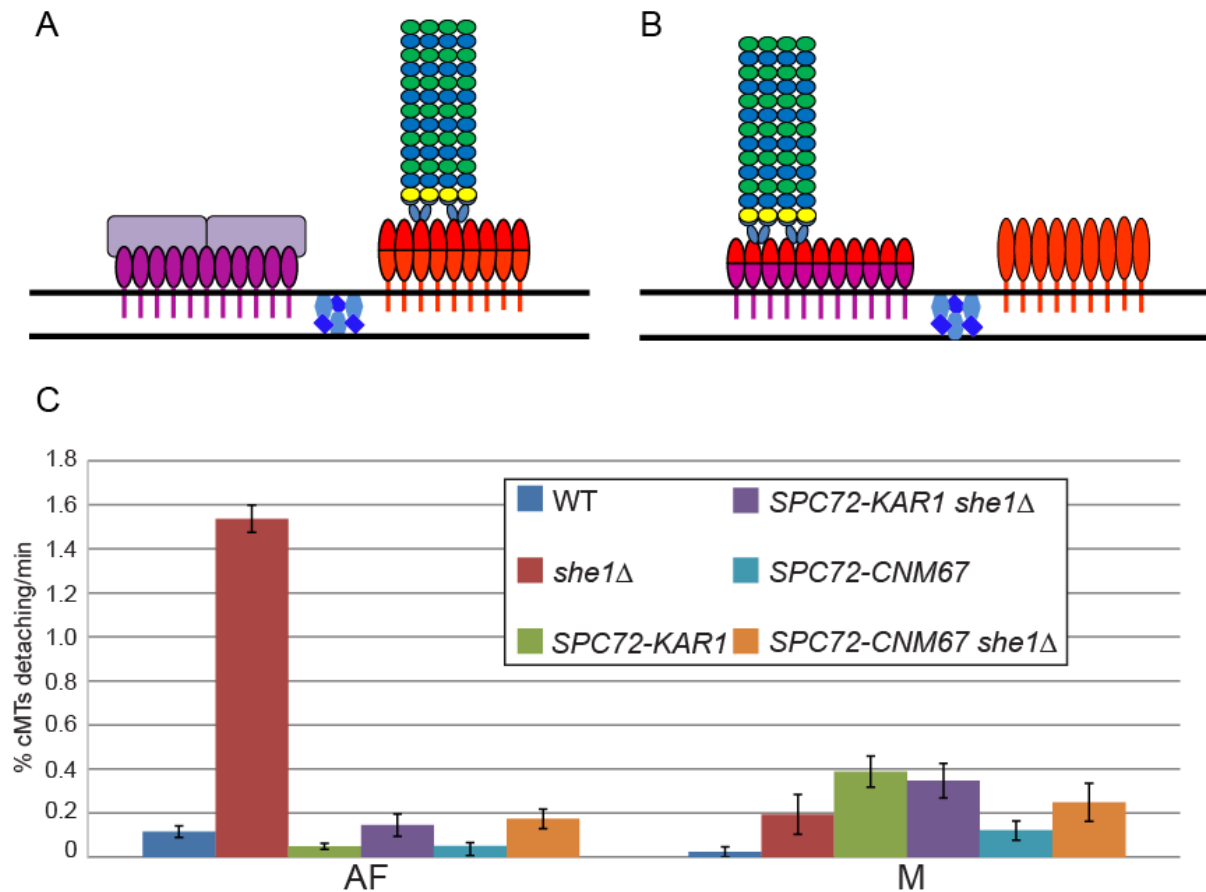 A
B
C
% cMTs detaching/min
1.8
1.6
1.4
1.2
1.0
0.8
0.6
0.4
0.2
0
WT
she1Δ
SPC72-KAR1
SPC72-KAR1 she1Δ
SPC72-CNM67
SPC72-CNM67 she1Δ
AF
M